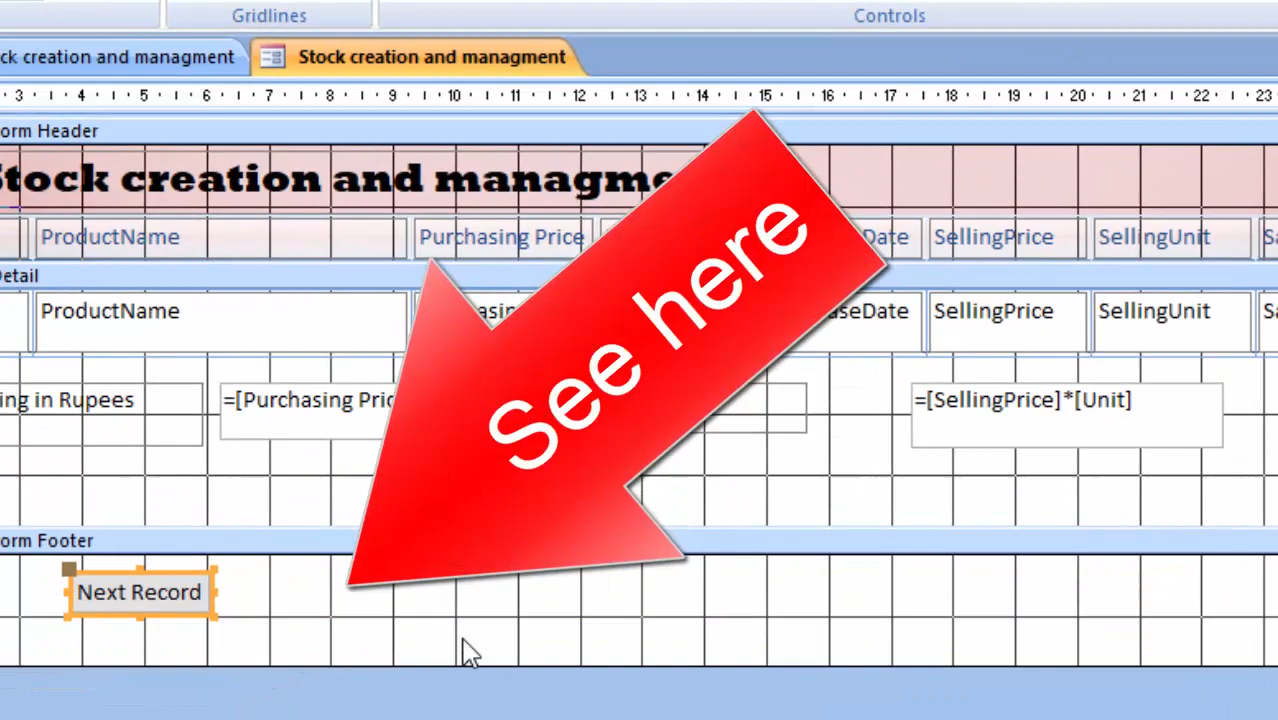 Gridlines Controls
ck creation and managment Stock creation and managment
3 4 5 6 7 8 9 10 11 12 13 14 15 16 17 18 19 20 21 22 23
orm Header
Stock creation and managme
ProductName Purchasing Price Date SellingPrice SellingUnit Sa
Detail
ProductName aseDate SellingPrice SellingUnit Sa
ing in Rupees =[Purchasing Pric =[SellingPrice]*[Unit]
See here
orm Footer
Next Record